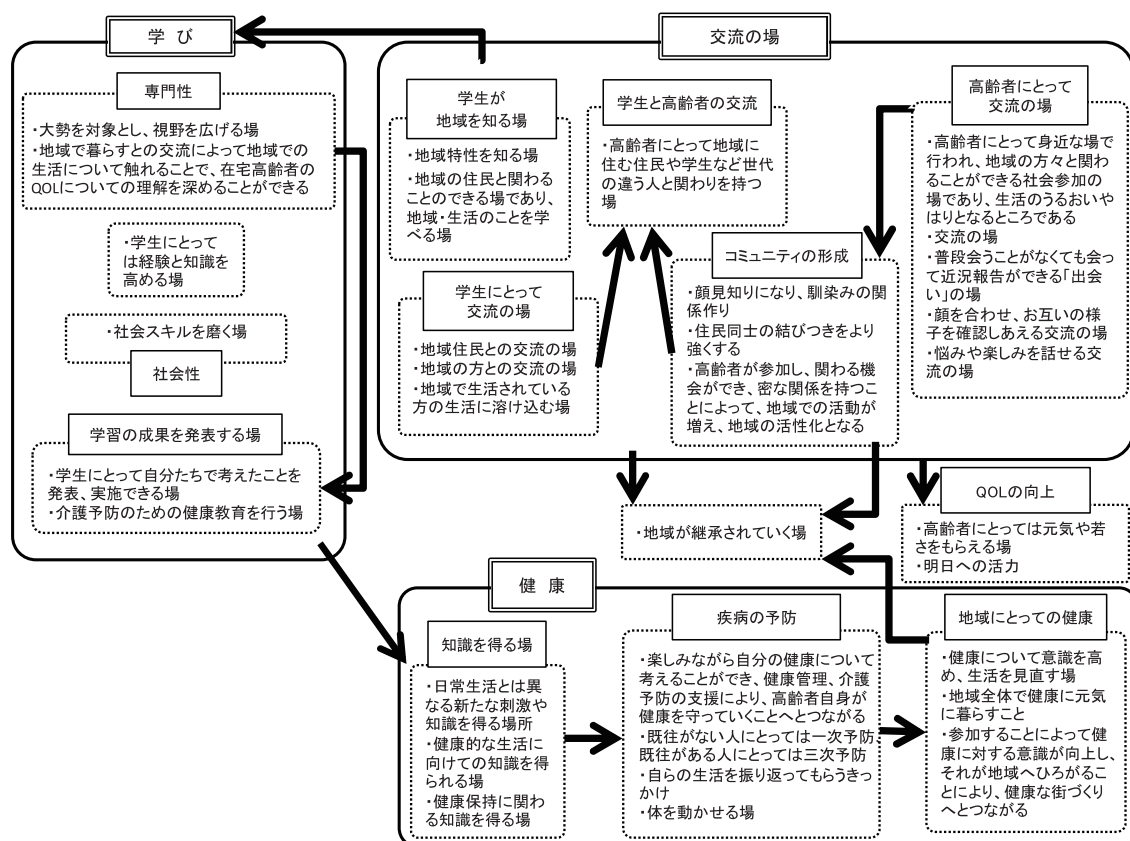 学 び
専門性
・大勢を対象とし、視野を広げる場
・地域で暮らすとの交流によって地域での
生活について触れることで、在宅高齢者の
QOLについての理解を深めることができる
・学生にとって
は経験と知識を
高める場
・社会スキルを磨く場
社会性
学習の成果を発表する場
・学生にとって自分たちで考えたことを
発表、実施できる場
・介護予防のための健康教育を行う場
交流の場
学生が
地域を知る場
・地域特性を知る場
・地域の住民と関わ
ることのできる場であり、
地域・生活のことを学
べる場
学生にとって
交流の場
・地域住民との交流の場
・地域の方との交流の場
・地域で生活されている
方の生活に溶け込む場
学生と高齢者の交流
・高齢者にとって地域に
住む住民や学生など世代
の違う人と関わりを持つ
場
コミュニティの形成
・顔見知りになり、馴染みの関
係作り
・住民同士の結びつきをより
強くする
・高齢者が参加し、関わる機
会ができ、密な関係を持つこ
とによって、地域での活動が
増え、地域の活性化となる
高齢者にとって
交流の場
・高齢者にとって身近な場で
行われ、地域の方々と関わ
ることができる社会参加の
場であり、生活のうるおいや
はりとなるところである
・交流の場
・普段会うことがなくても会っ
て近況報告ができる「出会
い」の場
・顔を合わせ、お互いの様
子を確認しあえる交流の場
・悩みや楽しみを話せる交
流の場
・地域が継承されていく場
QOLの向上
・高齢者にとっては元気や若
さをもらえる場
・明日への活力
健 康
知識を得る場
・日常生活とは異
なる新たな刺激や
知識を得る場所
・健康的な生活に
向けての知識を得
られる場
・健康保持に関わ
る知識を得る場
疾病の予防
・楽しみながら自分の健康について
考えることができ、健康管理、介護
予防の支援により、高齢者自身が
健康を守っていくことへとつながる
・既往がない人にとっては一次予防
既往がある人にとっては三次予防
・自らの生活を振り返ってもらうきっ
かけ
・体を動かせる場
地域にとっての健康
・健康について意識を高
め、生活を見直す場
・地域全体で健康に元気
に暮らすこと
・参加することによって健
康に対する意識が向上し、
それが地域へひろがるこ
とにより、健康な街づくり
へとつながる